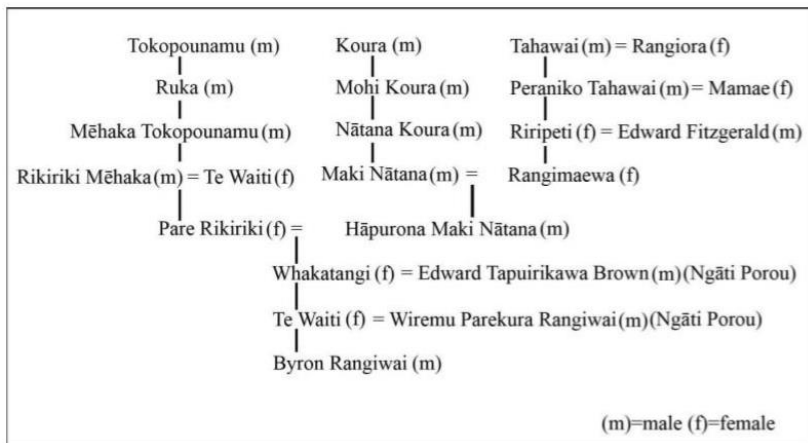 Tokopounamu (m) Koura (m) Tahawai (m) = Rangiora (f)
Ruka (m) Mohi Koura (m) Peraniko Tahawai (m) = Mamae (f)
Mēhaka Tokopounamu (m) Nātana Koura (m) Riripeti (f) = Edward Fitzgerald (m)
Rikiriki Mēhaka (m) = Te Waiti (f) Maki Nātana (m) = Rangimaewa (f)
Pare Rikiriki (f) = Hāpurona Maki Nātana (m)
Whakatangi (f) = Edward Tapuirikawa Brown (m) (Ngāti Porou)
Te Waiti (f) = Wiremu Parekura Rangiwai (m) (Ngāti Porou)
Byron Rangiwai (m)
(m)=male (f)=female